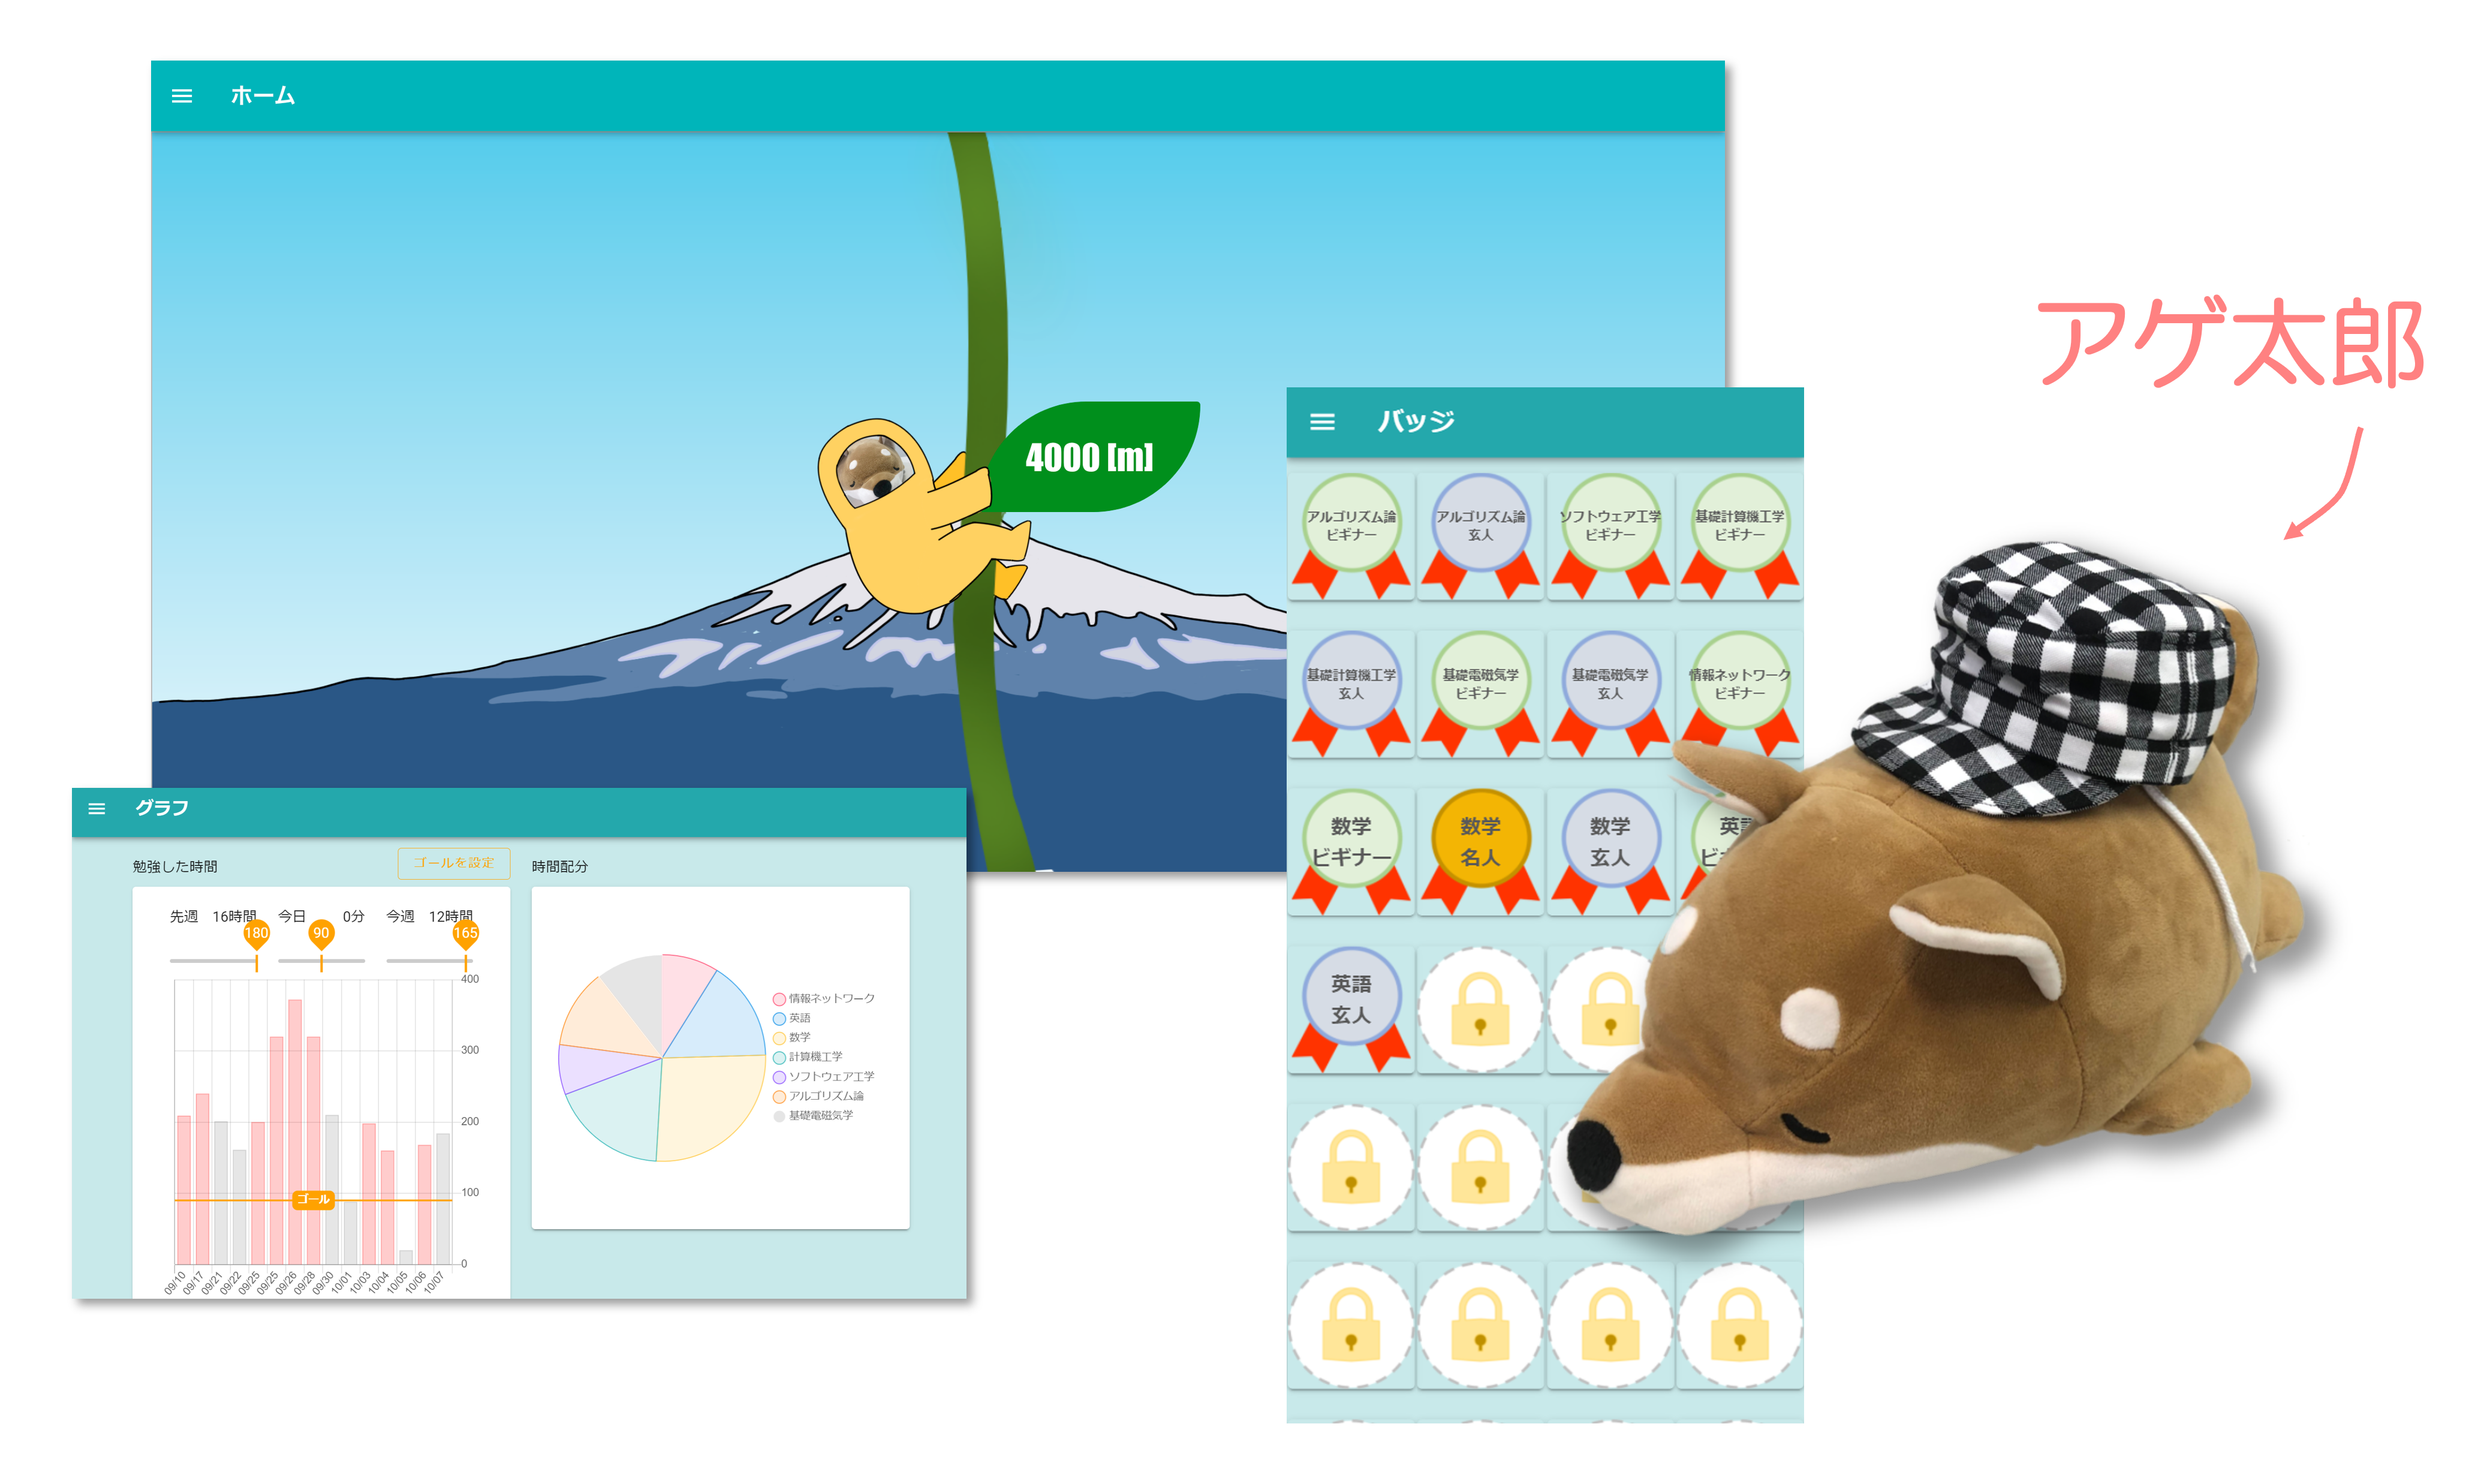 ホーム
4000 [m]
アゲ太郎
バッジ
アルゴリズム論
ビギナー
アルゴリズム論
玄人
ソフトウェア工学
ビギナー
基礎計算機工学
ビギナー
基礎計算機工学
玄人
基礎電磁気学
ビギナー
基礎電磁気学
玄人
情報ネットワーク
ビギナー
数学
ビギナー
数学
名人
数学
玄人
英語
玄人
グラフ
勉強した時間
ゴールを設定
先週 16時間
今日 0分
今週 12時間
180
90
165
400
300
200
100
0
ゴール
09/10
09/17
09/21
09/22
09/25
09/25
09/26
09/28
09/30
10/01
10/03
10/04
10/05
10/06
10/07
時間配分
情報ネットワーク
英語
数学
計算機工学
ソフトウェア工学
アルゴリズム論
基礎電磁気学